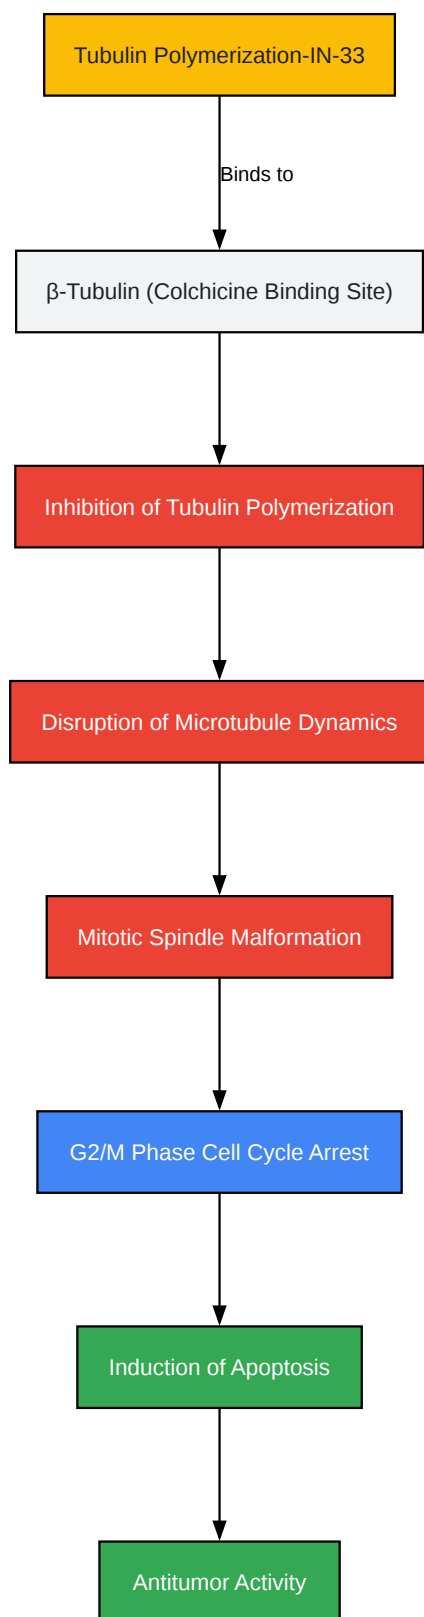 Tubulin Polymerization-IN-33
Binds to
β-Tubulin (Colchicine Binding Site)
Inhibition of Tubulin Polymerization
Disruption of Microtubule Dynamics
Mitotic Spindle Malformation
G2/M Phase Cell Cycle Arrest
Induction of Apoptosis
Antitumor Activity